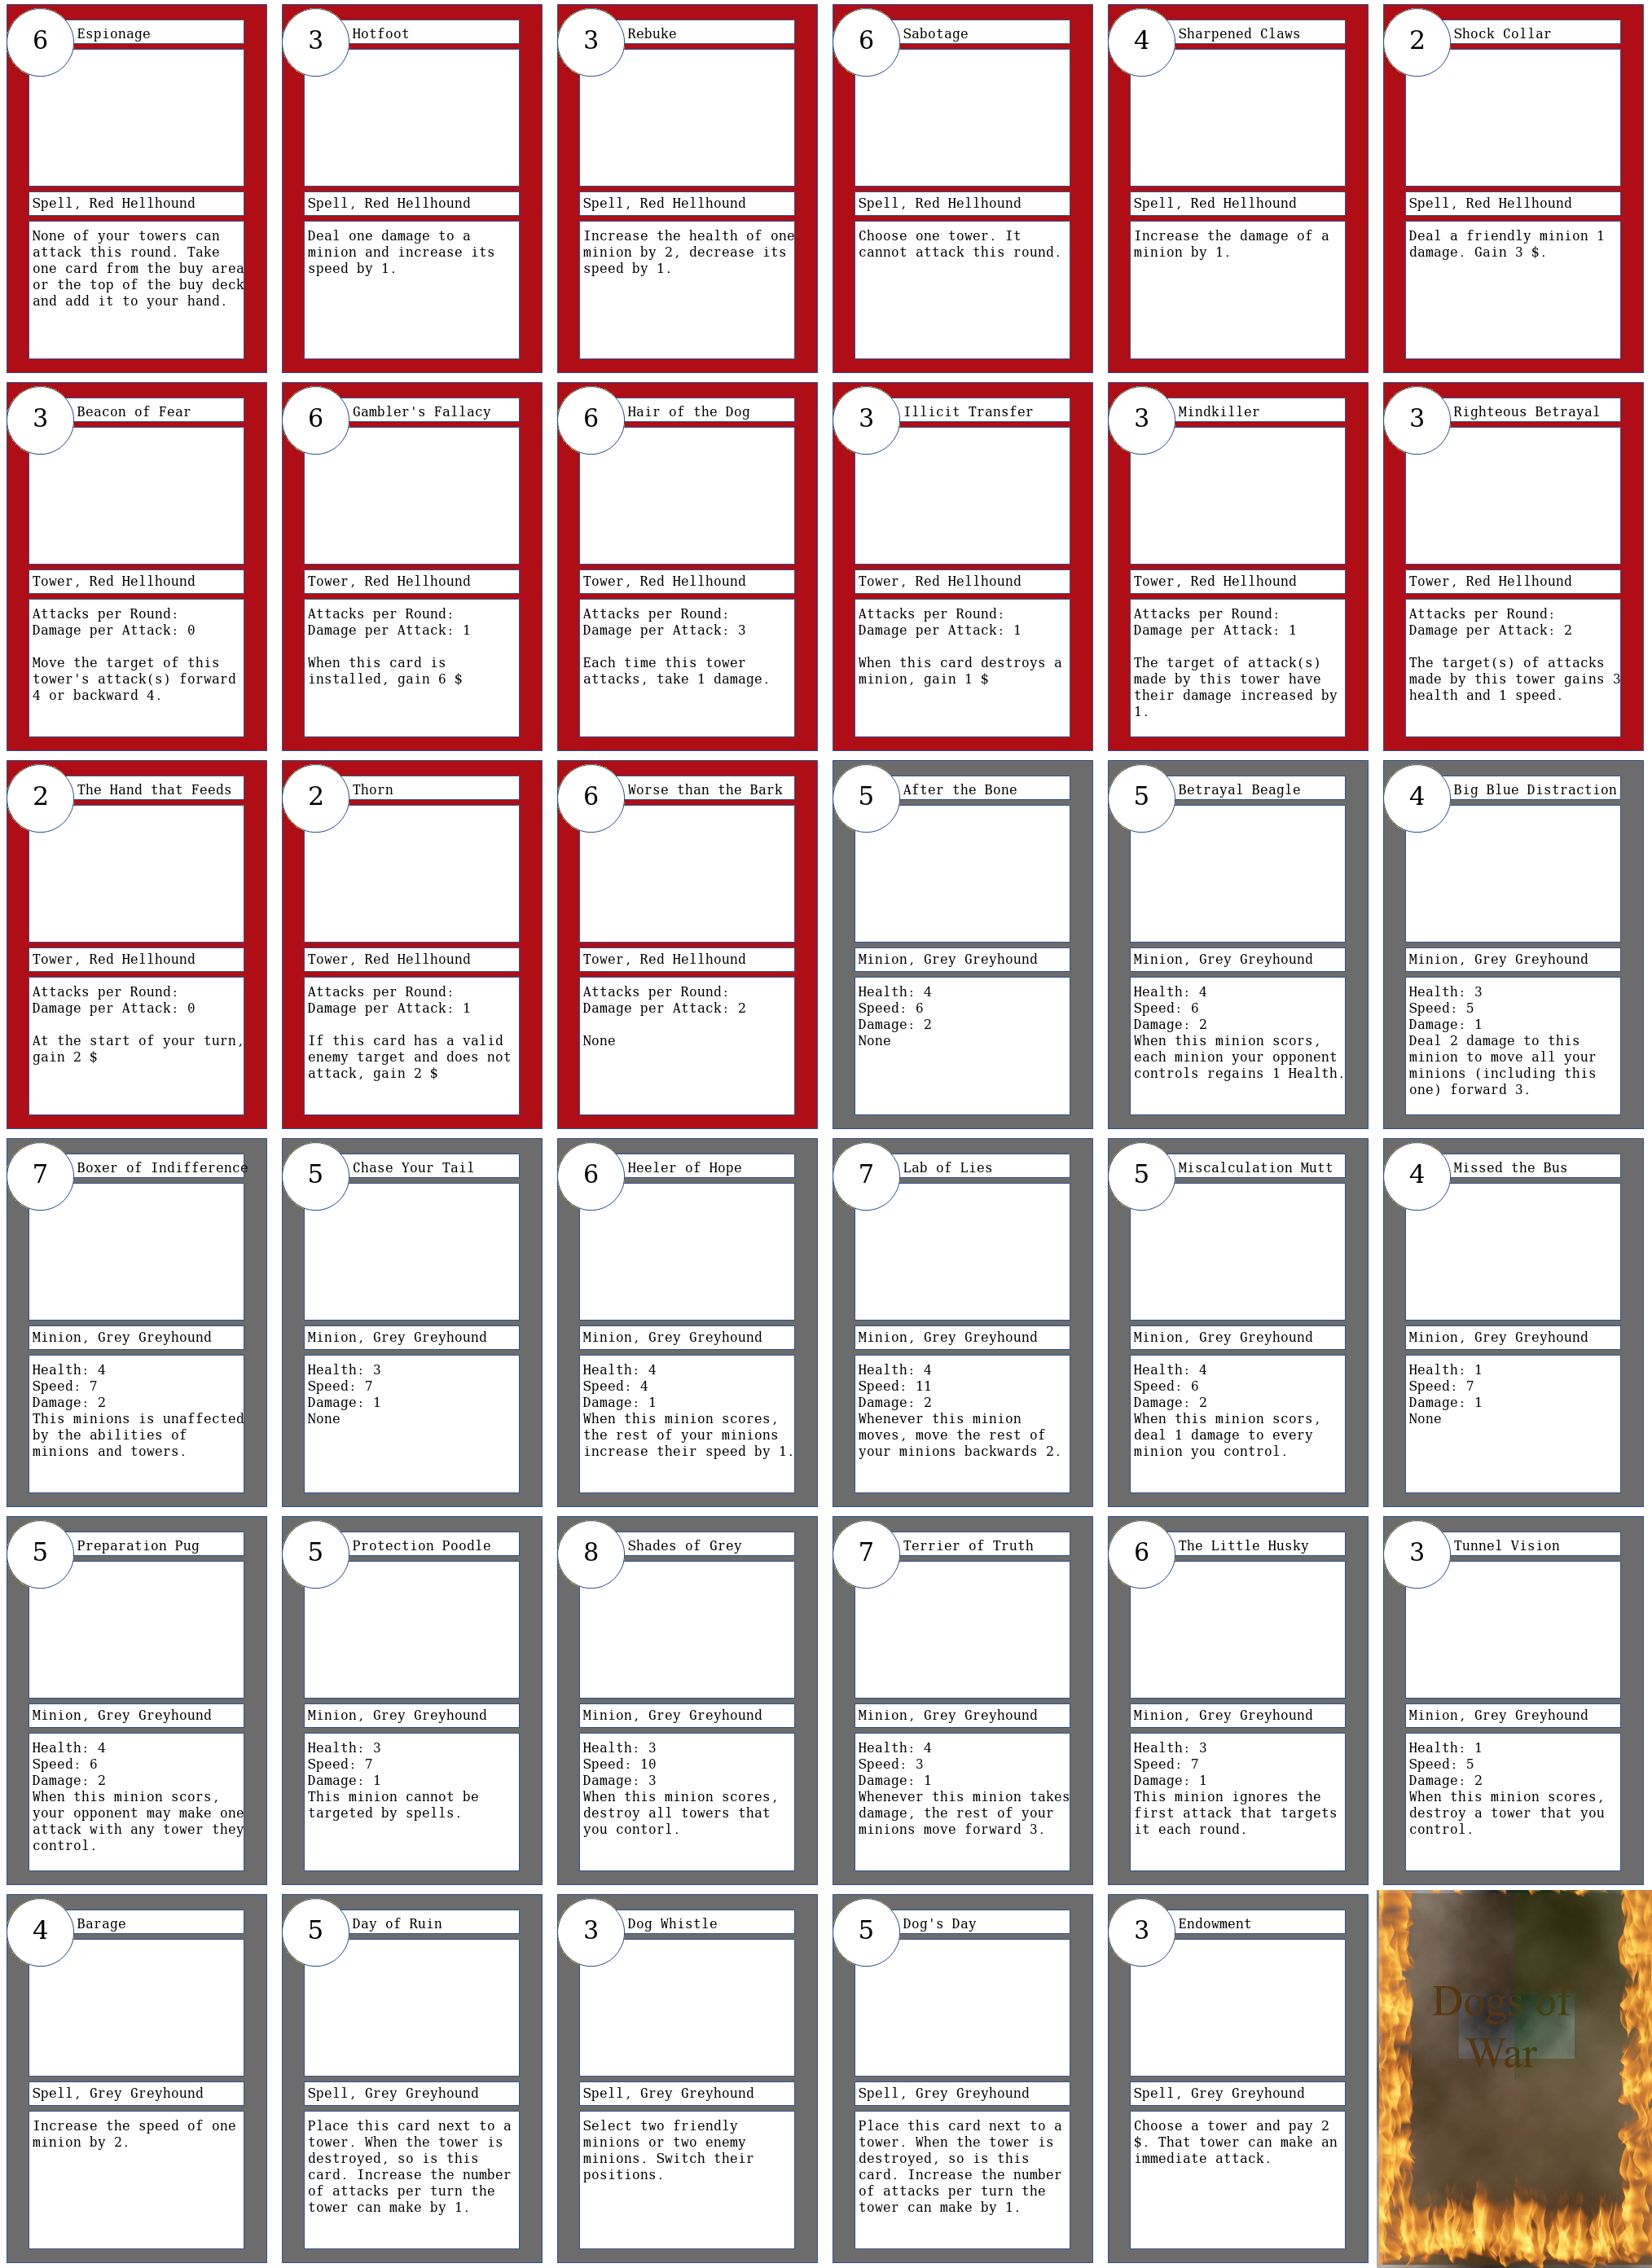 6
Espionage
Spell, Red Hellhound
None of your towers can
attack this round. Take
one card from the buy area
or the top of the buy deck
and add it to your hand.
3
Hotfoot
Spell, Red Hellhound
Deal one damage to a
minion and increase its
speed by 1.
3
Rebuke
Spell, Red Hellhound
Increase the health of one
minion by 2, decrease its
speed by 1.
6
Sabotage
Spell, Red Hellhound
Choose one tower. It
cannot attack this round.
4
Sharpened Claws
Spell, Red Hellhound
Increase the damage of a
minion by 1.
2
Shock Collar
Spell, Red Hellhound
Deal a friendly minion 1
damage. Gain 3 $.
3
Beacon of Fear
Tower, Red Hellhound
Attacks per Round:
Damage per Attack: 0
Move the target of this
tower's attack(s) forward
4 or backward 4.
6
Gambler's Fallacy
Tower, Red Hellhound
Attacks per Round:
Damage per Attack: 1
When this card is
installed, gain 6 $
6
Hair of the Dog
Tower, Red Hellhound
Attacks per Round:
Damage per Attack: 3
Each time this tower
attacks, take 1 damage.
3
Illicit Transfer
Tower, Red Hellhound
Attacks per Round:
Damage per Attack: 1
When this card destroys a
minion, gain 1 $
3
Mindkiller
Tower, Red Hellhound
Attacks per Round:
Damage per Attack: 1
The target of attack(s)
made by this tower have
their damage increased by
1.
3
Righteous Betrayal
Tower, Red Hellhound
Attacks per Round:
Damage per Attack: 2
The target(s) of attacks
made by this tower gains 3
health and 1 speed.
2
The Hand that Feeds
Tower, Red Hellhound
Attacks per Round:
Damage per Attack: 0
At the start of your turn,
gain 2 $
2
Thorn
Tower, Red Hellhound
Attacks per Round:
Damage per Attack: 1
If this card has a valid
enemy target and does not
attack, gain 2 $
6
Worse than the Bark
Tower, Red Hellhound
Attacks per Round:
Damage per Attack: 2
None
5
After the Bone
Minion, Grey Greyhound
Health: 4
Speed: 6
Damage: 2
None
5
Betrayal Beagle
Minion, Grey Greyhound
Health: 4
Speed: 6
Damage: 2
When this minion scors,
each minion your opponent
controls regains 1 Health.
4
Big Blue Distraction
Minion, Grey Greyhound
Health: 3
Speed: 5
Damage: 1
Deal 2 damage to this
minion to move all your
minions (including this
one) forward 3.
7
Boxer of Indifference
Minion, Grey Greyhound
Health: 4
Speed: 7
Damage: 2
This minions is unaffected
by the abilities of
minions and towers.
5
Chase Your Tail
Minion, Grey Greyhound
Health: 3
Speed: 7
Damage: 1
None
6
Heeler of Hope
Minion, Grey Greyhound
Health: 4
Speed: 4
Damage: 1
When this minion scores,
the rest of your minions
increase their speed by 1.
7
Lab of Lies
Minion, Grey Greyhound
Health: 4
Speed: 11
Damage: 2
Whenever this minion
moves, move the rest of
your minions backwards 2.
5
Miscalculation Mutt
Minion, Grey Greyhound
Health: 4
Speed: 6
Damage: 2
When this minion scors,
deal 1 damage to every
minion you control.
4
Missed the Bus
Minion, Grey Greyhound
Health: 1
Speed: 7
Damage: 1
None
5
Preparation Pug
Minion, Grey Greyhound
Health: 4
Speed: 6
Damage: 2
When this minion scors,
your opponent may make one
attack with any tower they
control.
5
Protection Poodle
Minion, Grey Greyhound
Health: 3
Speed: 7
Damage: 1
This minion cannot be
targeted by spells.
8
Shades of Grey
Minion, Grey Greyhound
Health: 3
Speed: 10
Damage: 3
When this minion scores,
destroy all towers that
you contorl.
7
Terrier of Truth
Minion, Grey Greyhound
Health: 4
Speed: 3
Damage: 1
Whenever this minion takes
damage, the rest of your
minions move forward 3.
6
The Little Husky
Minion, Grey Greyhound
Health: 3
Speed: 7
Damage: 1
This minion ignores the
first attack that targets
it each round.
3
Tunnel Vision
Minion, Grey Greyhound
Health: 1
Speed: 5
Damage: 2
When this minion scores,
destroy a tower that you
control.
4
Barage
Spell, Grey Greyhound
Increase the speed of one
minion by 2.
5
Day of Ruin
Spell, Grey Greyhound
Place this card next to a
tower. When the tower is
destroyed, so is this
card. Increase the number
of attacks per turn the
tower can make by 1.
3
Dog Whistle
Spell, Grey Greyhound
Select two friendly
minions or two enemy
minions. Switch their
positions.
5
Dog's Day
Spell, Grey Greyhound
Place this card next to a
tower. When the tower is
destroyed, so is this
card. Increase the number
of attacks per turn the
tower can make by 1.
3
Endowment
Spell, Grey Greyhound
Choose a tower and pay 2
$. That tower can make an
immediate attack.
Dogs of
War